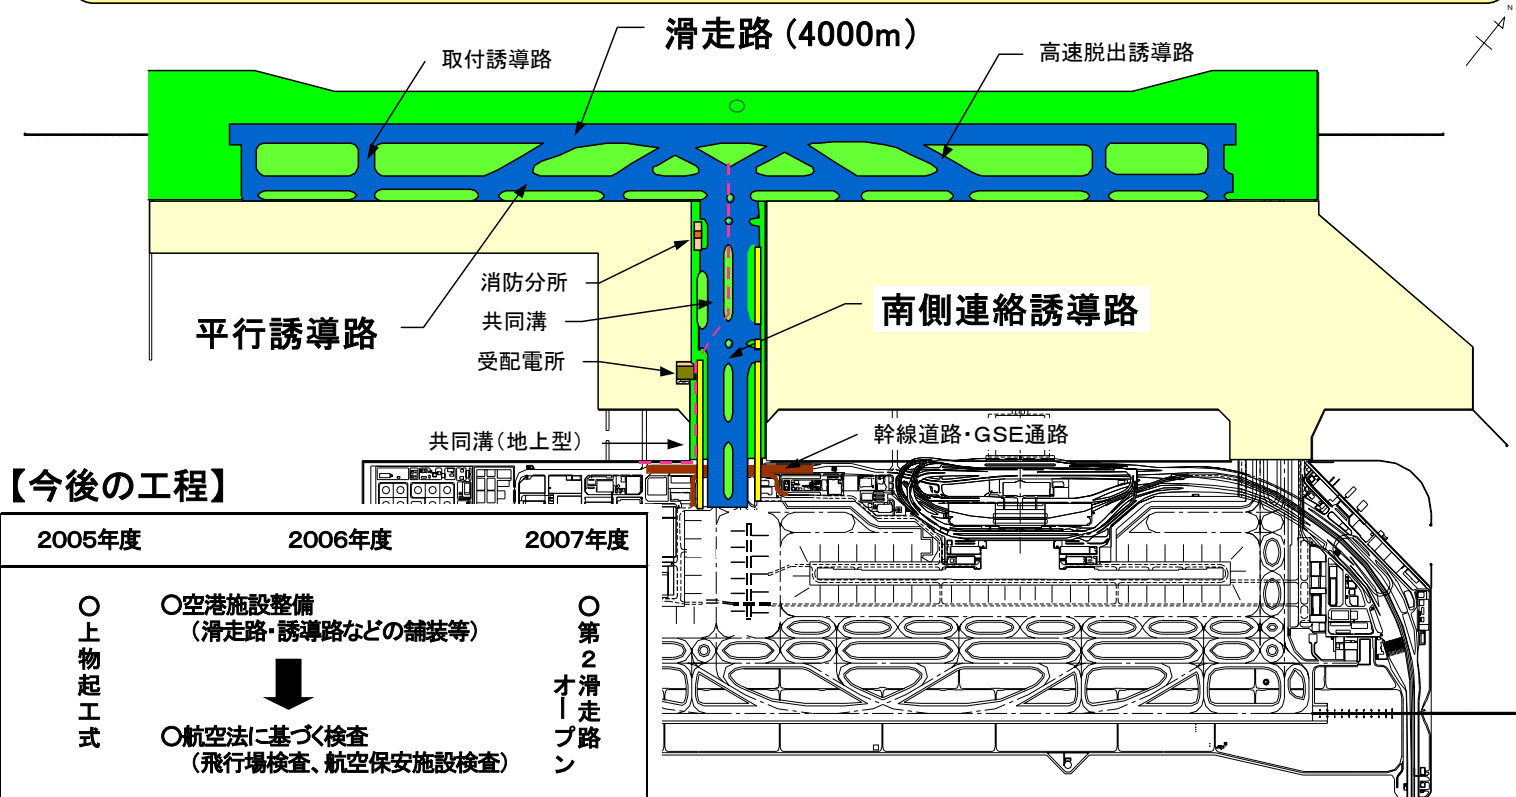 滑走路(4000m)
N
取付誘導路
高速脱出誘導路
消防分所
共同溝
平行誘導路
南側連絡誘導路
受配電所
共同溝(地上型)
幹線道路・GSE通路
【今後の工程】
2005年度
2006年度
2007年度
○上物起工式
○空港施設整備
(滑走路・誘導路などの舗装等)
○航空法に基づく検査
(飛行場検査、航空保安施設検査)
○第2滑走路
オープン